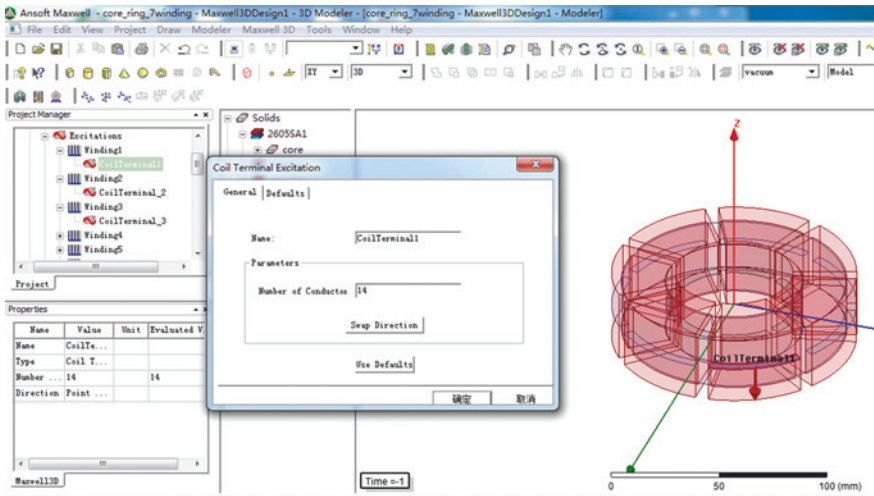 Ansoft Maxwell - core_ring_7winding - Maxwell3DDesign1 - 3D Modeler - [core_ring_7winding - Maxwell3DDesign1 - Modeler]
File Edit View Project Draw Modeler Maxwell 3D Tools Window Help
XY 3D vacuum Model
Project Manager
Excitations
Winding1
CoilTerminal1
Winding2
CoilTerminal_2
Winding3
CoilTerminal_3
Winding4
Winding5
Project
Solids
2605SA1
core
Coil Terminal Excitation
General Defaults
Name: CoilTerminal1
Parameters
Number of Conductor 14
Swap Direction
Use Defaults
确定 取消
Properties
Name Value Unit Evaluated V.
Name CoilTe...
Type Coil T...
Number ... 14 14
Direction Point ...
Maxwell3D
Z
CoilTerminal1
Time =-1
0 50 100 (mm)